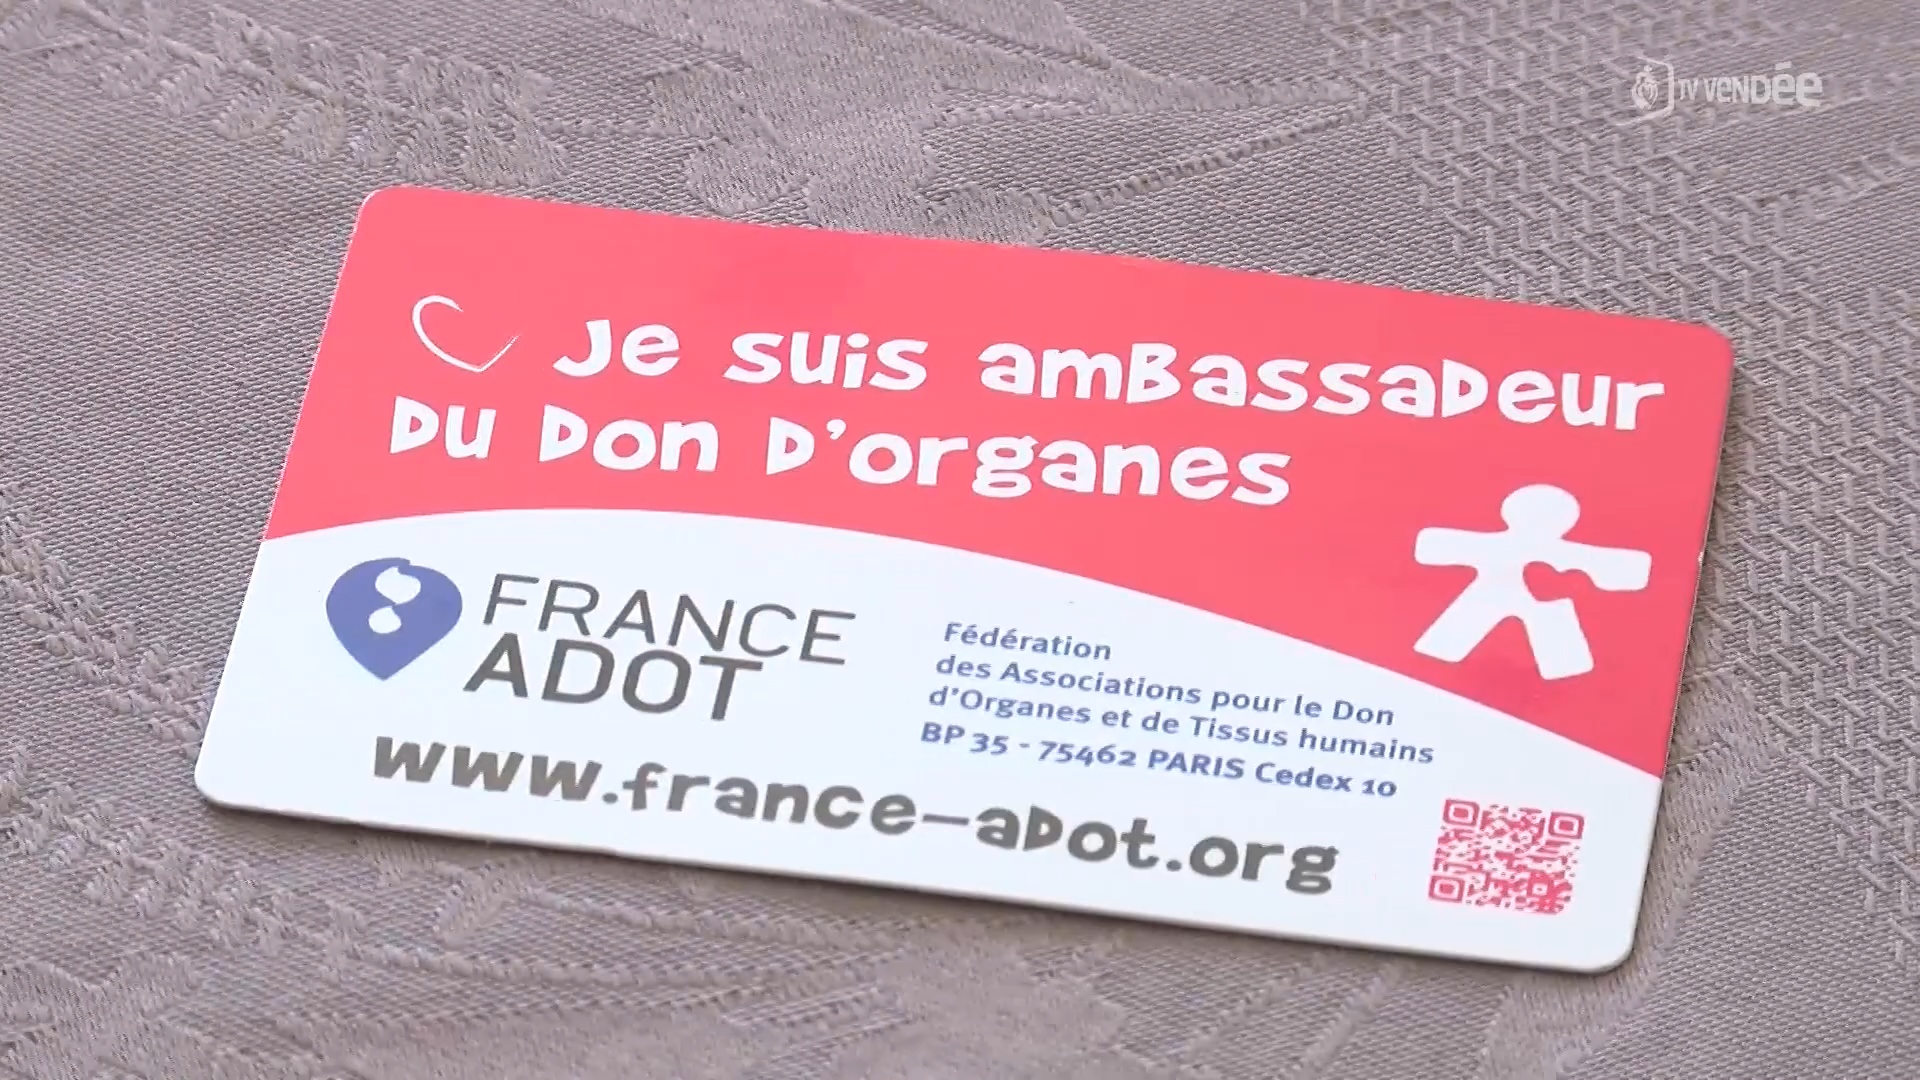 TV VENDÉE
Je suis ambassadeur
du don d'organes
FRANCE
ADOT
Fédération
des Associations pour le Don
d'Organes et de Tissus humains
BP 35 - 75462 PARIS Cedex 10
www.france-adot.org